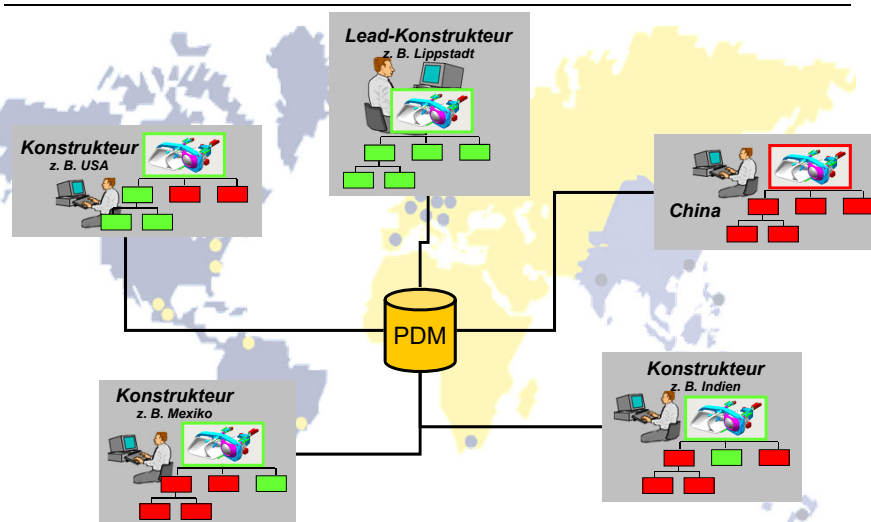 Lead-Konstrukteur
z. B. Lippstadt
Konstrukteur
z. B. USA
China
PDM
Konstrukteur
z. B. Mexiko
Konstrukteur
z. B. Indien